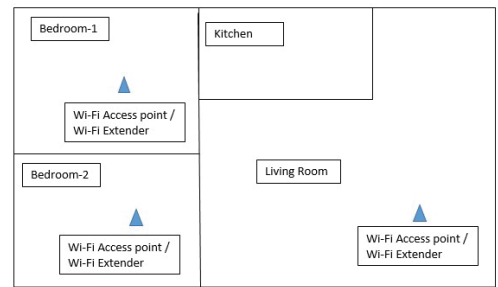 Bedroom-1
Kitchen
Wi-Fi Access point /
Wi-Fi Extender
Bedroom-2
Living Room
Wi-Fi Access point /
Wi-Fi Extender
Wi-Fi Access point /
Wi-Fi Extender